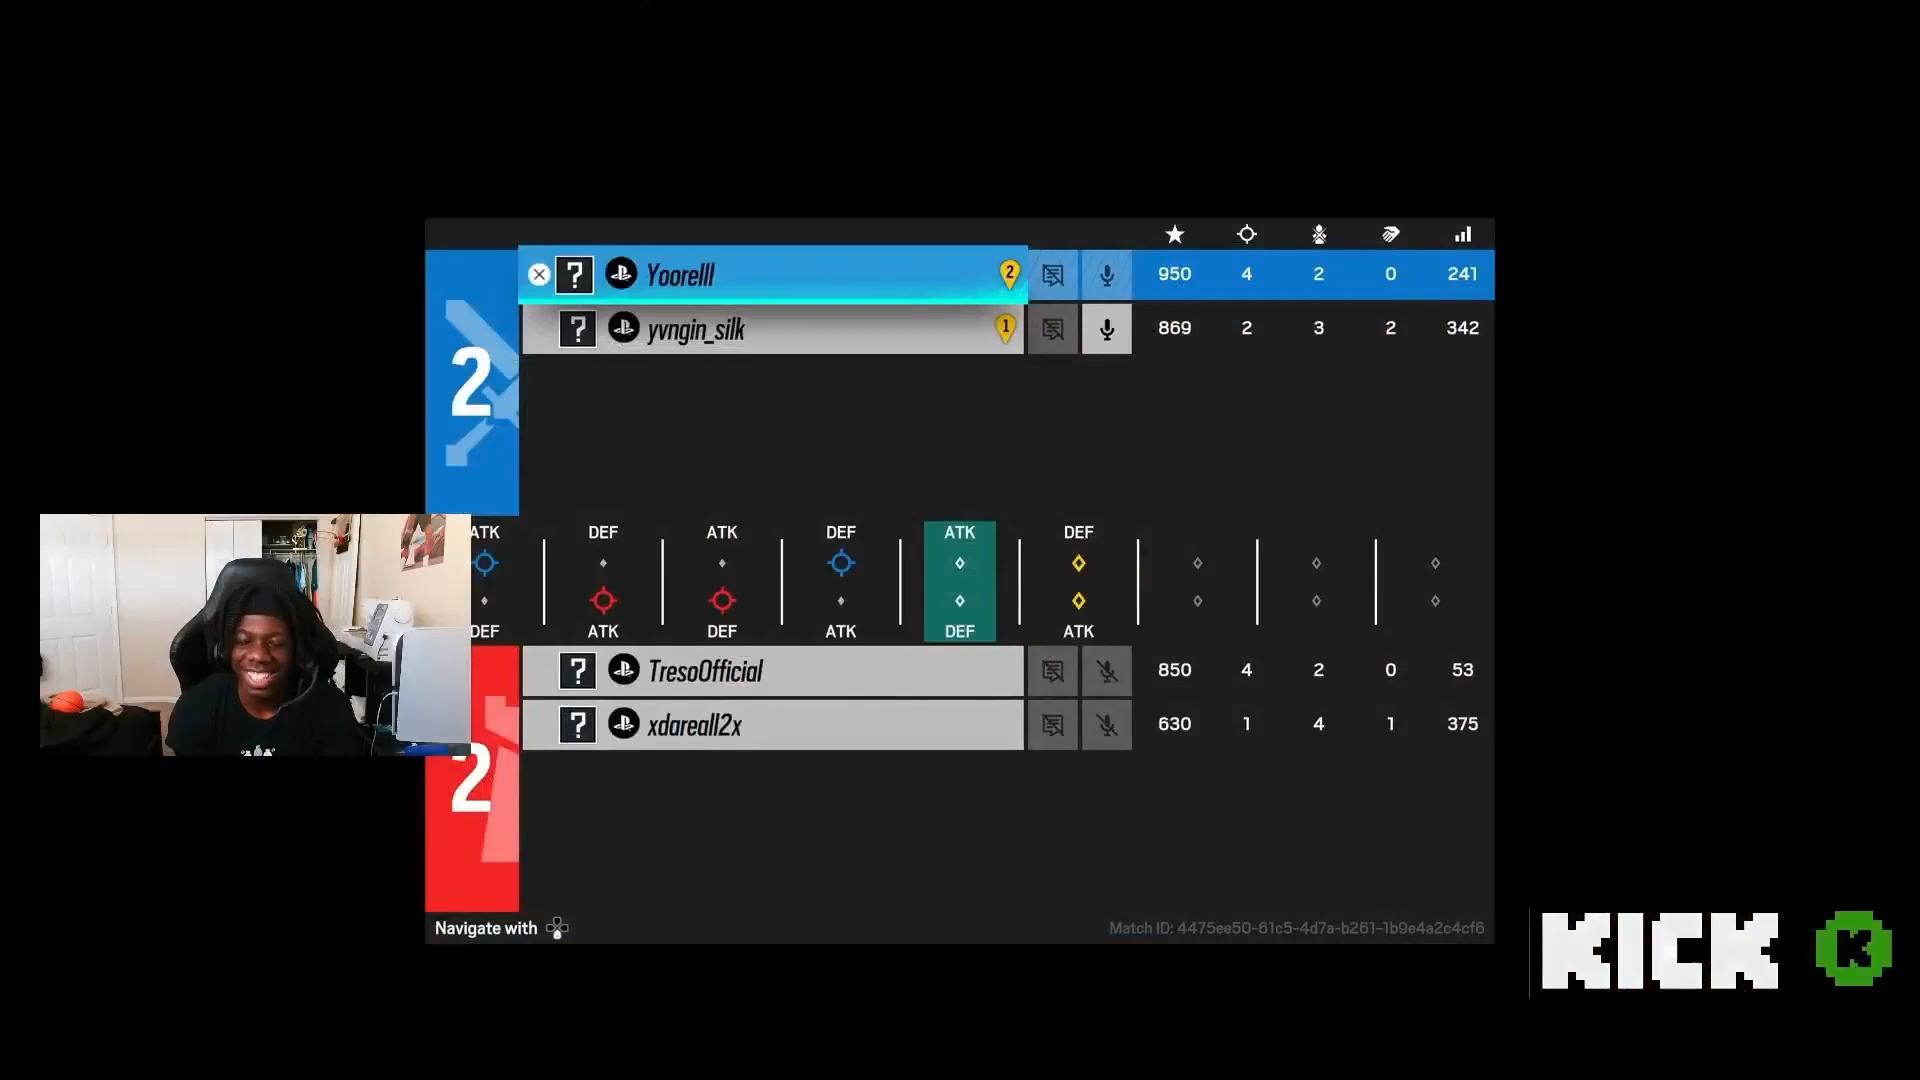 ? Yoorelll 2 950 4 2 0 241
? yvngin_silk 1 869 2 3 2 342
2
ATK DEF ATK DEF ATK DEF
DEF ATK DEF ATK DEF ATK
? TresoOfficial 850 4 2 0 53
? xdareall2x 630 1 4 1 375
2
Navigate with
Match ID: 4475ee50-61c5-4d7a-b261-1b9e4a2c4cf6
KICK K